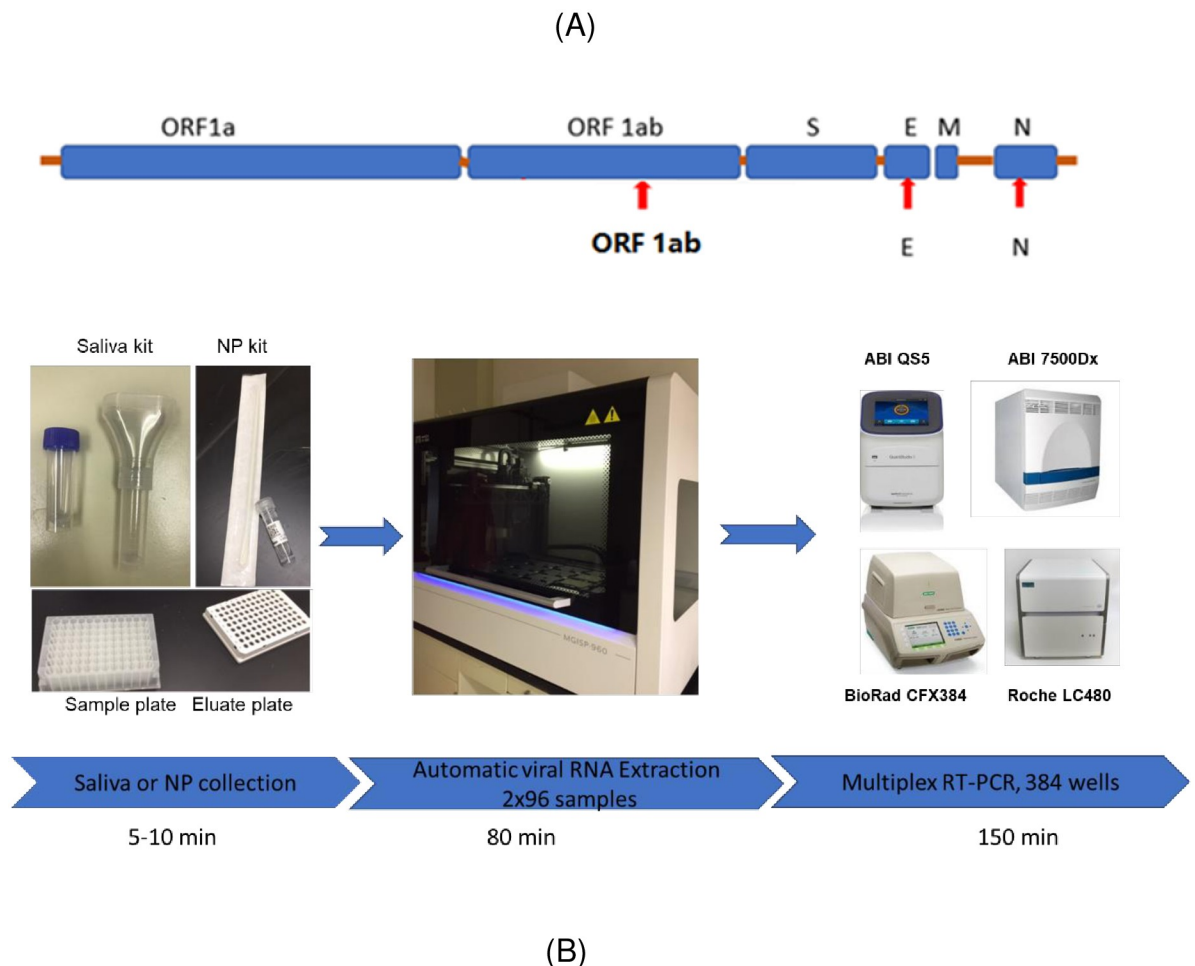 (A)
ORF1a ORF 1ab S E M N
ORF 1ab E N
Saliva kit NP kit
ABI QS5 ABI 7500Dx
MGISP-960
Sample plate Eluate plate
BioRad CFX384 Roche LC480
Saliva or NP collection
Automatic viral RNA Extraction
2x96 samples
Multiplex RT-PCR, 384 wells
5-10 min 80 min 150 min
(B)